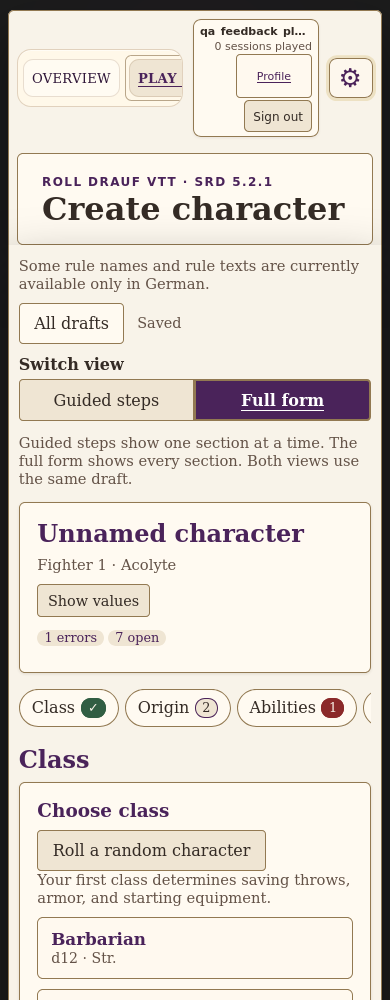 OVERVIEW
PLAY
qa_feedback_pl…
0 sessions played
Profile
Sign out
ROLL DRAUF VTT · SRD 5.2.1
Create character
Some rule names and rule texts are currently
available only in German.
All drafts
Saved
Switch view
Guided steps
Full form
Guided steps show one section at a time. The
full form shows every section. Both views use
the same draft.
Unnamed character
Fighter 1 · Acolyte
Show values
1 errors
7 open
Class ✓
Origin 2
Abilities 1
Class
Choose class
Roll a random character
Your first class determines saving throws,
armor, and starting equipment.
Barbarian
d12 · Str.